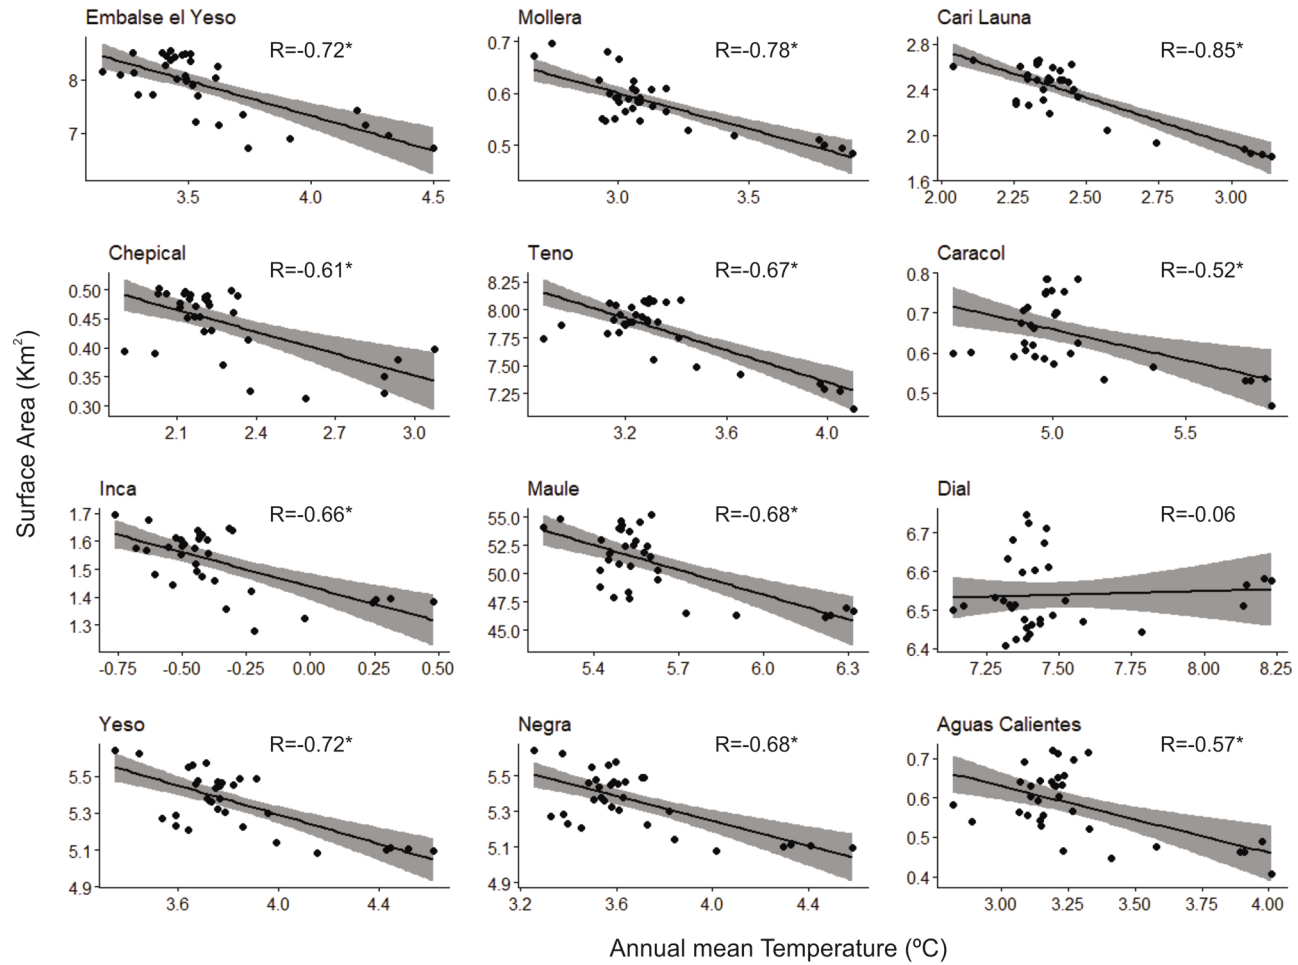 Embalse el Yeso
R=-0.72*
8
7
3.5 4.0 4.5
Mollera
R=-0.78*
0.7
0.6
0.5
3.0 3.5
Cari Launa
R=-0.85*
2.8
2.4
2.0
1.6
2.00 2.25 2.50 2.75 3.00
Chepical
R=-0.61*
0.50
0.45
0.40
0.35
0.30
2.1 2.4 2.7 3.0
Teno
R=-0.67*
8.25
8.00
7.75
7.50
7.25
3.2 3.6 4.0
Caracol
R=-0.52*
0.8
0.7
0.6
0.5
5.0 5.5
Surface Area (Km²)
Inca
R=-0.66*
1.7
1.6
1.5
1.4
1.3
-0.75 -0.50 -0.25 0.00 0.25 0.50
Maule
R=-0.68*
55.0
52.5
50.0
47.5
45.0
5.4 5.7 6.0 6.3
Dial
R=-0.06
6.7
6.6
6.5
6.4
7.25 7.50 7.75 8.00 8.25
Yeso
R=-0.72*
5.5
5.3
5.1
4.9
3.6 4.0 4.4
Negra
R=-0.68*
5.5
5.3
5.1
4.9
3.2 3.6 4.0 4.4
Aguas Calientes
R=-0.57*
0.7
0.6
0.5
0.4
3.00 3.25 3.50 3.75 4.00
Annual mean Temperature (ºC)